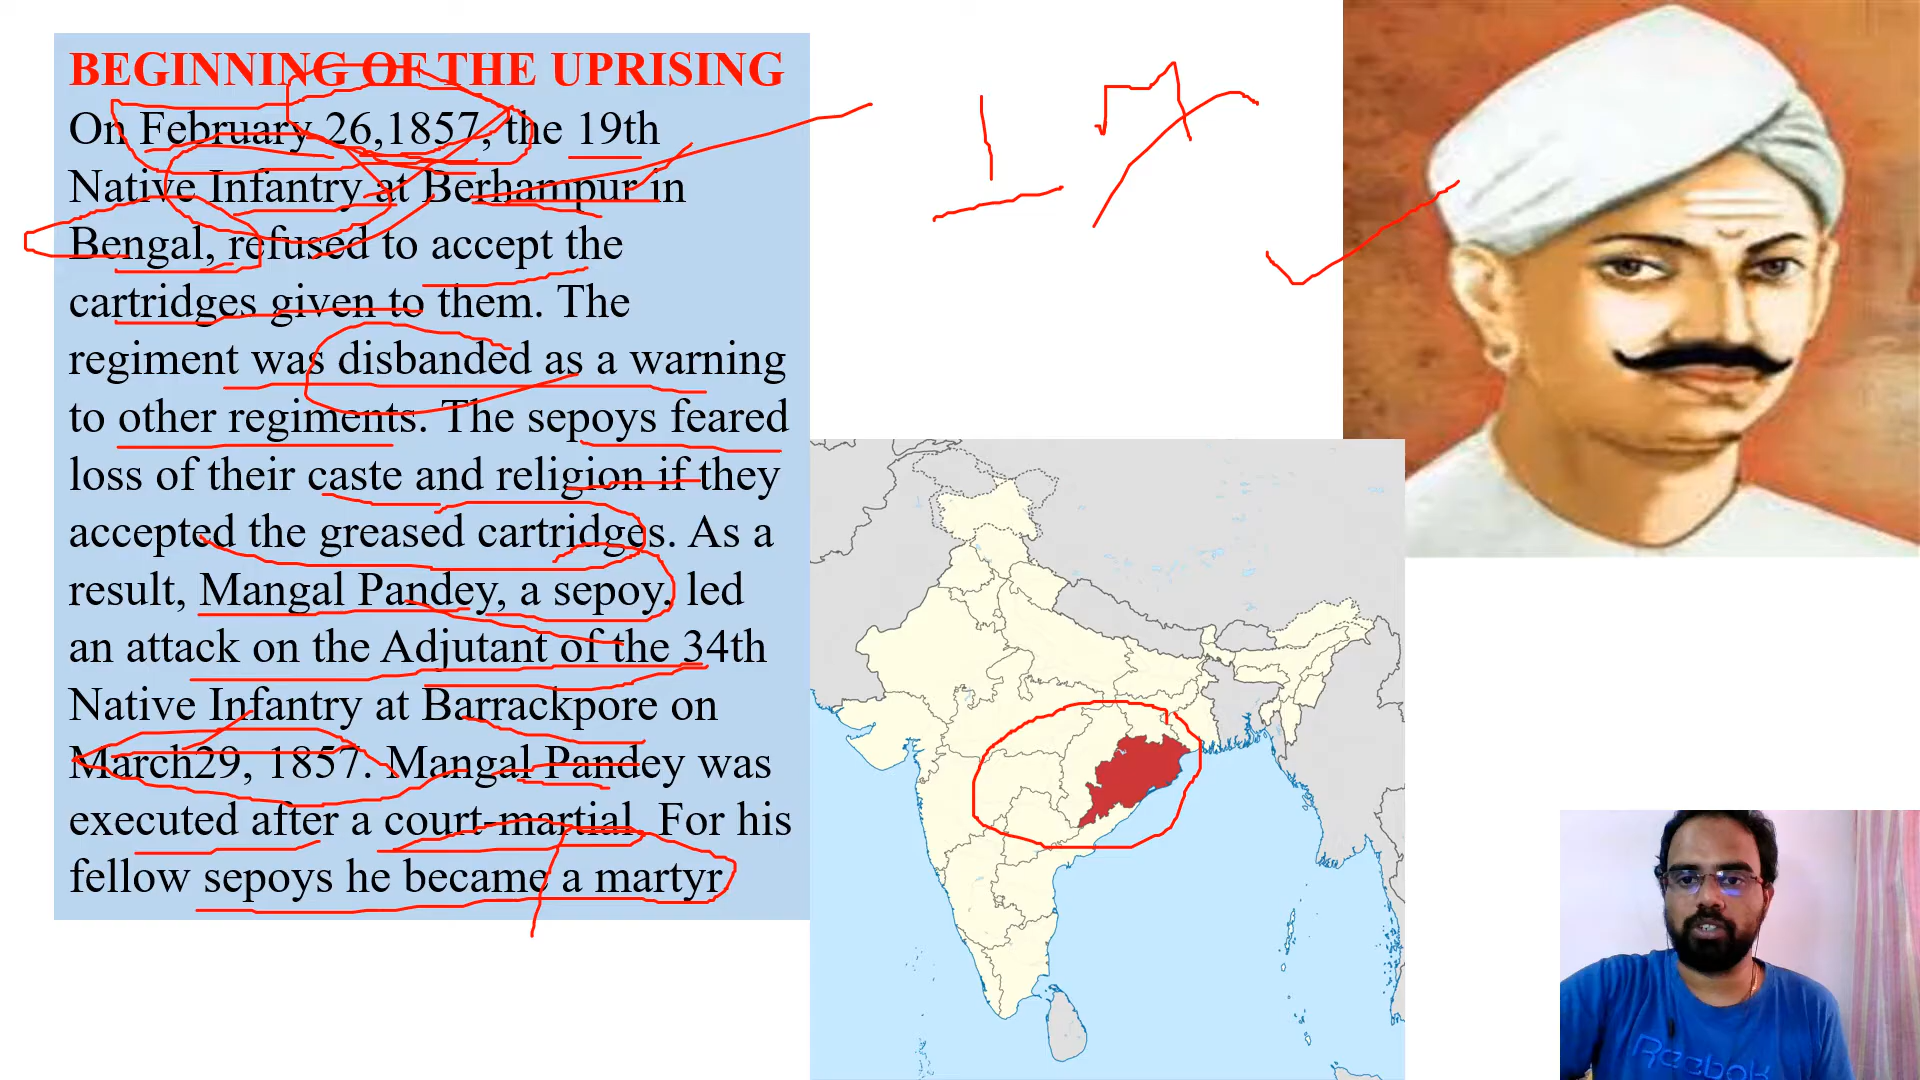 BEGINNING OF THE UPRISING
On February 26,1857, the 19th
Native Infantry at Berhampur in
Bengal, refused to accept the
cartridges given to them. The
regiment was disbanded as a warning
to other regiments. The sepoys feared
loss of their caste and religion if they
accepted the greased cartridges. As a
result, Mangal Pandey, a sepoy, led
an attack on the Adjutant of the 34th
Native Infantry at Barrackpore on
March29, 1857. Mangal Pandey was
executed after a court-martial. For his
fellow sepoys he became a martyr
Reebok